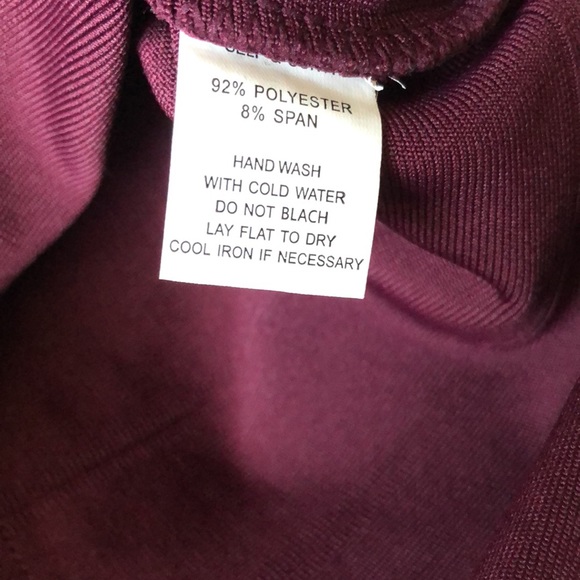 92% POLYESTER
8% SPAN
HAND WASH
WITH COLD WATER
DO NOT BLACH
LAY FLAT TO DRY
COOL IRON IF NECESSARY